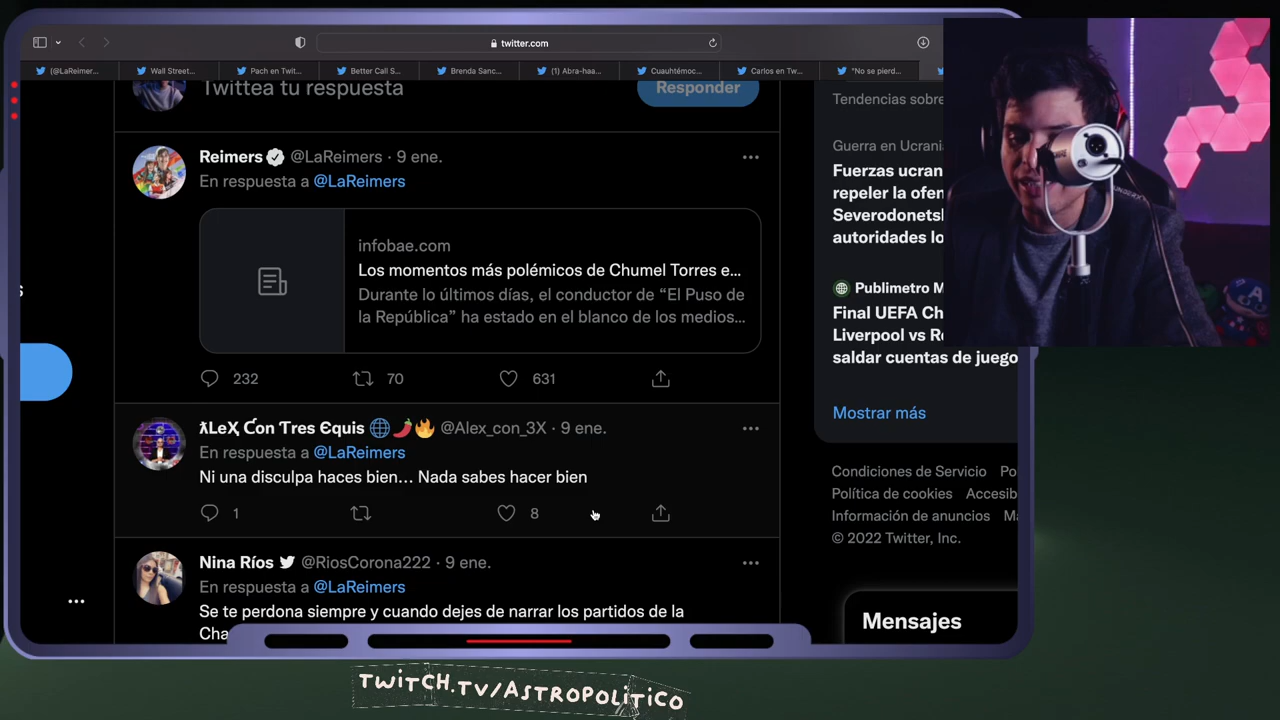 twitter.com
(@LaReimer...
Wall Street...
Pach en Twit...
Better Call S...
Brenda Sanc...
(1) Abra-haa...
Cuauhtémoc...
Carlos en Tw...
"No se pierd...
Twittea tu respuesta
Responder
Reimers @LaReimers · 9 ene.
En respuesta a @LaReimers
infobae.com
Los momentos más polémicos de Chumel Torres e...
Durante lo últimos días, el conductor de “El Puso de
la República” ha estado en el blanco de los medios...
232
70
631
ƛLeҲ Ƈon Ƭres Єquis 🌐🌶️🔥 @Alex_con_3X · 9 ene.
En respuesta a @LaReimers
Ni una disculpa haces bien... Nada sabes hacer bien
1
8
Nina Ríos @RiosCorona222 · 9 ene.
En respuesta a @LaReimers
Se te perdona siempre y cuando dejes de narrar los partidos de la
Cha
s
Tendencias sobre
Guerra en Ucrani
Fuerzas ucran
repeler la ofen
Severodonets
autoridades lo
Publimetro M
Final UEFA Ch
Liverpool vs R
saldar cuentas de juego
Mostrar más
Condiciones de Servicio Po
Política de cookies Accesib
Información de anuncios M
© 2022 Twitter, Inc.
Mensajes
TWITCH.TV/ASTROPOLITICO